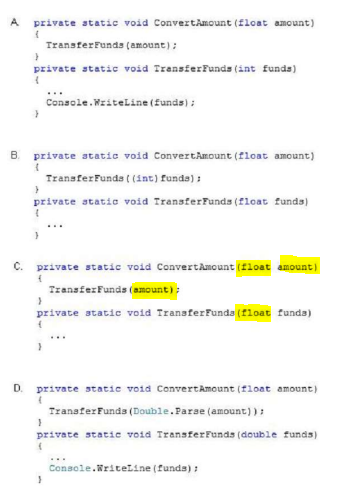 A. private static void ConvertAmount(float amount)
{
TransferFunds(amount);
}
private static void TransferFunds(int funds)
{
...
Console.WriteLine(funds);
}
B. private static void ConvertAmount(float amount)
{
TransferFunds((int)funds);
}
private static void TransferFunds(float funds)
{
...
}
C. private static void ConvertAmount(float amount)
{
TransferFunds(amount);
}
private static void TransferFunds(float funds)
{
...
}
D. private static void ConvertAmount(float amount)
{
TransferFunds(Double.Parse(amount));
}
private static void TransferFunds(double funds)
{
...
Console.WriteLine(funds);
}